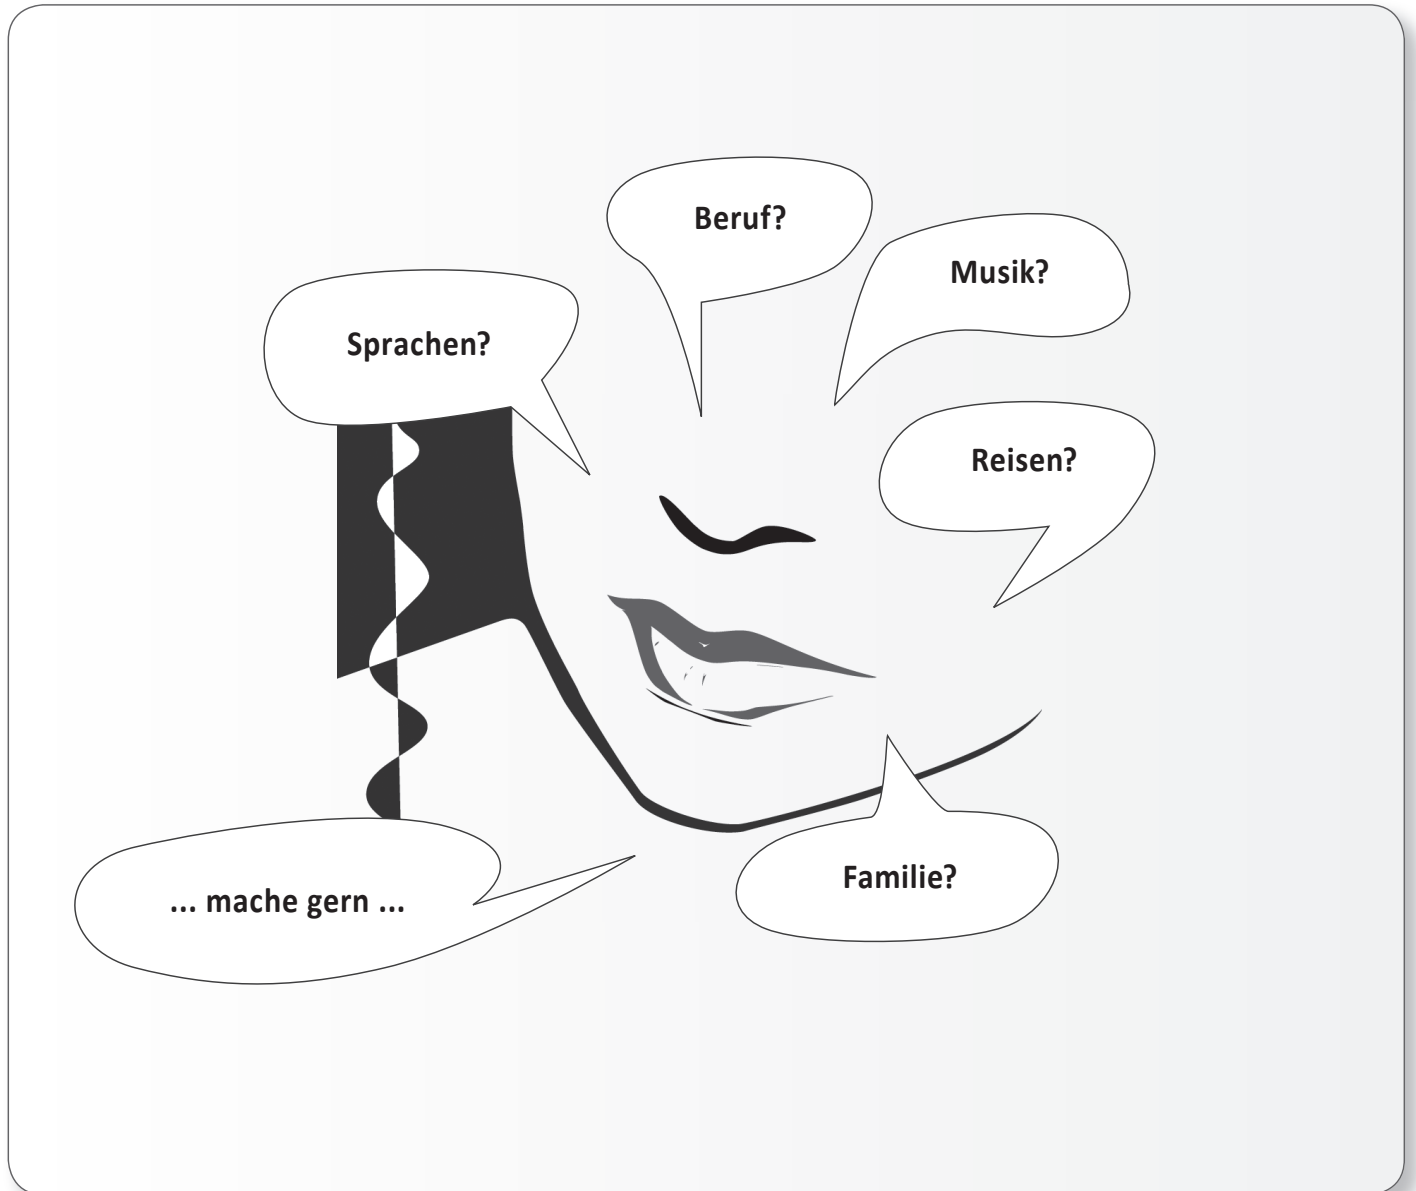 Beruf?
Musik?
Sprachen?
Reisen?
Familie?
... mache gern ...